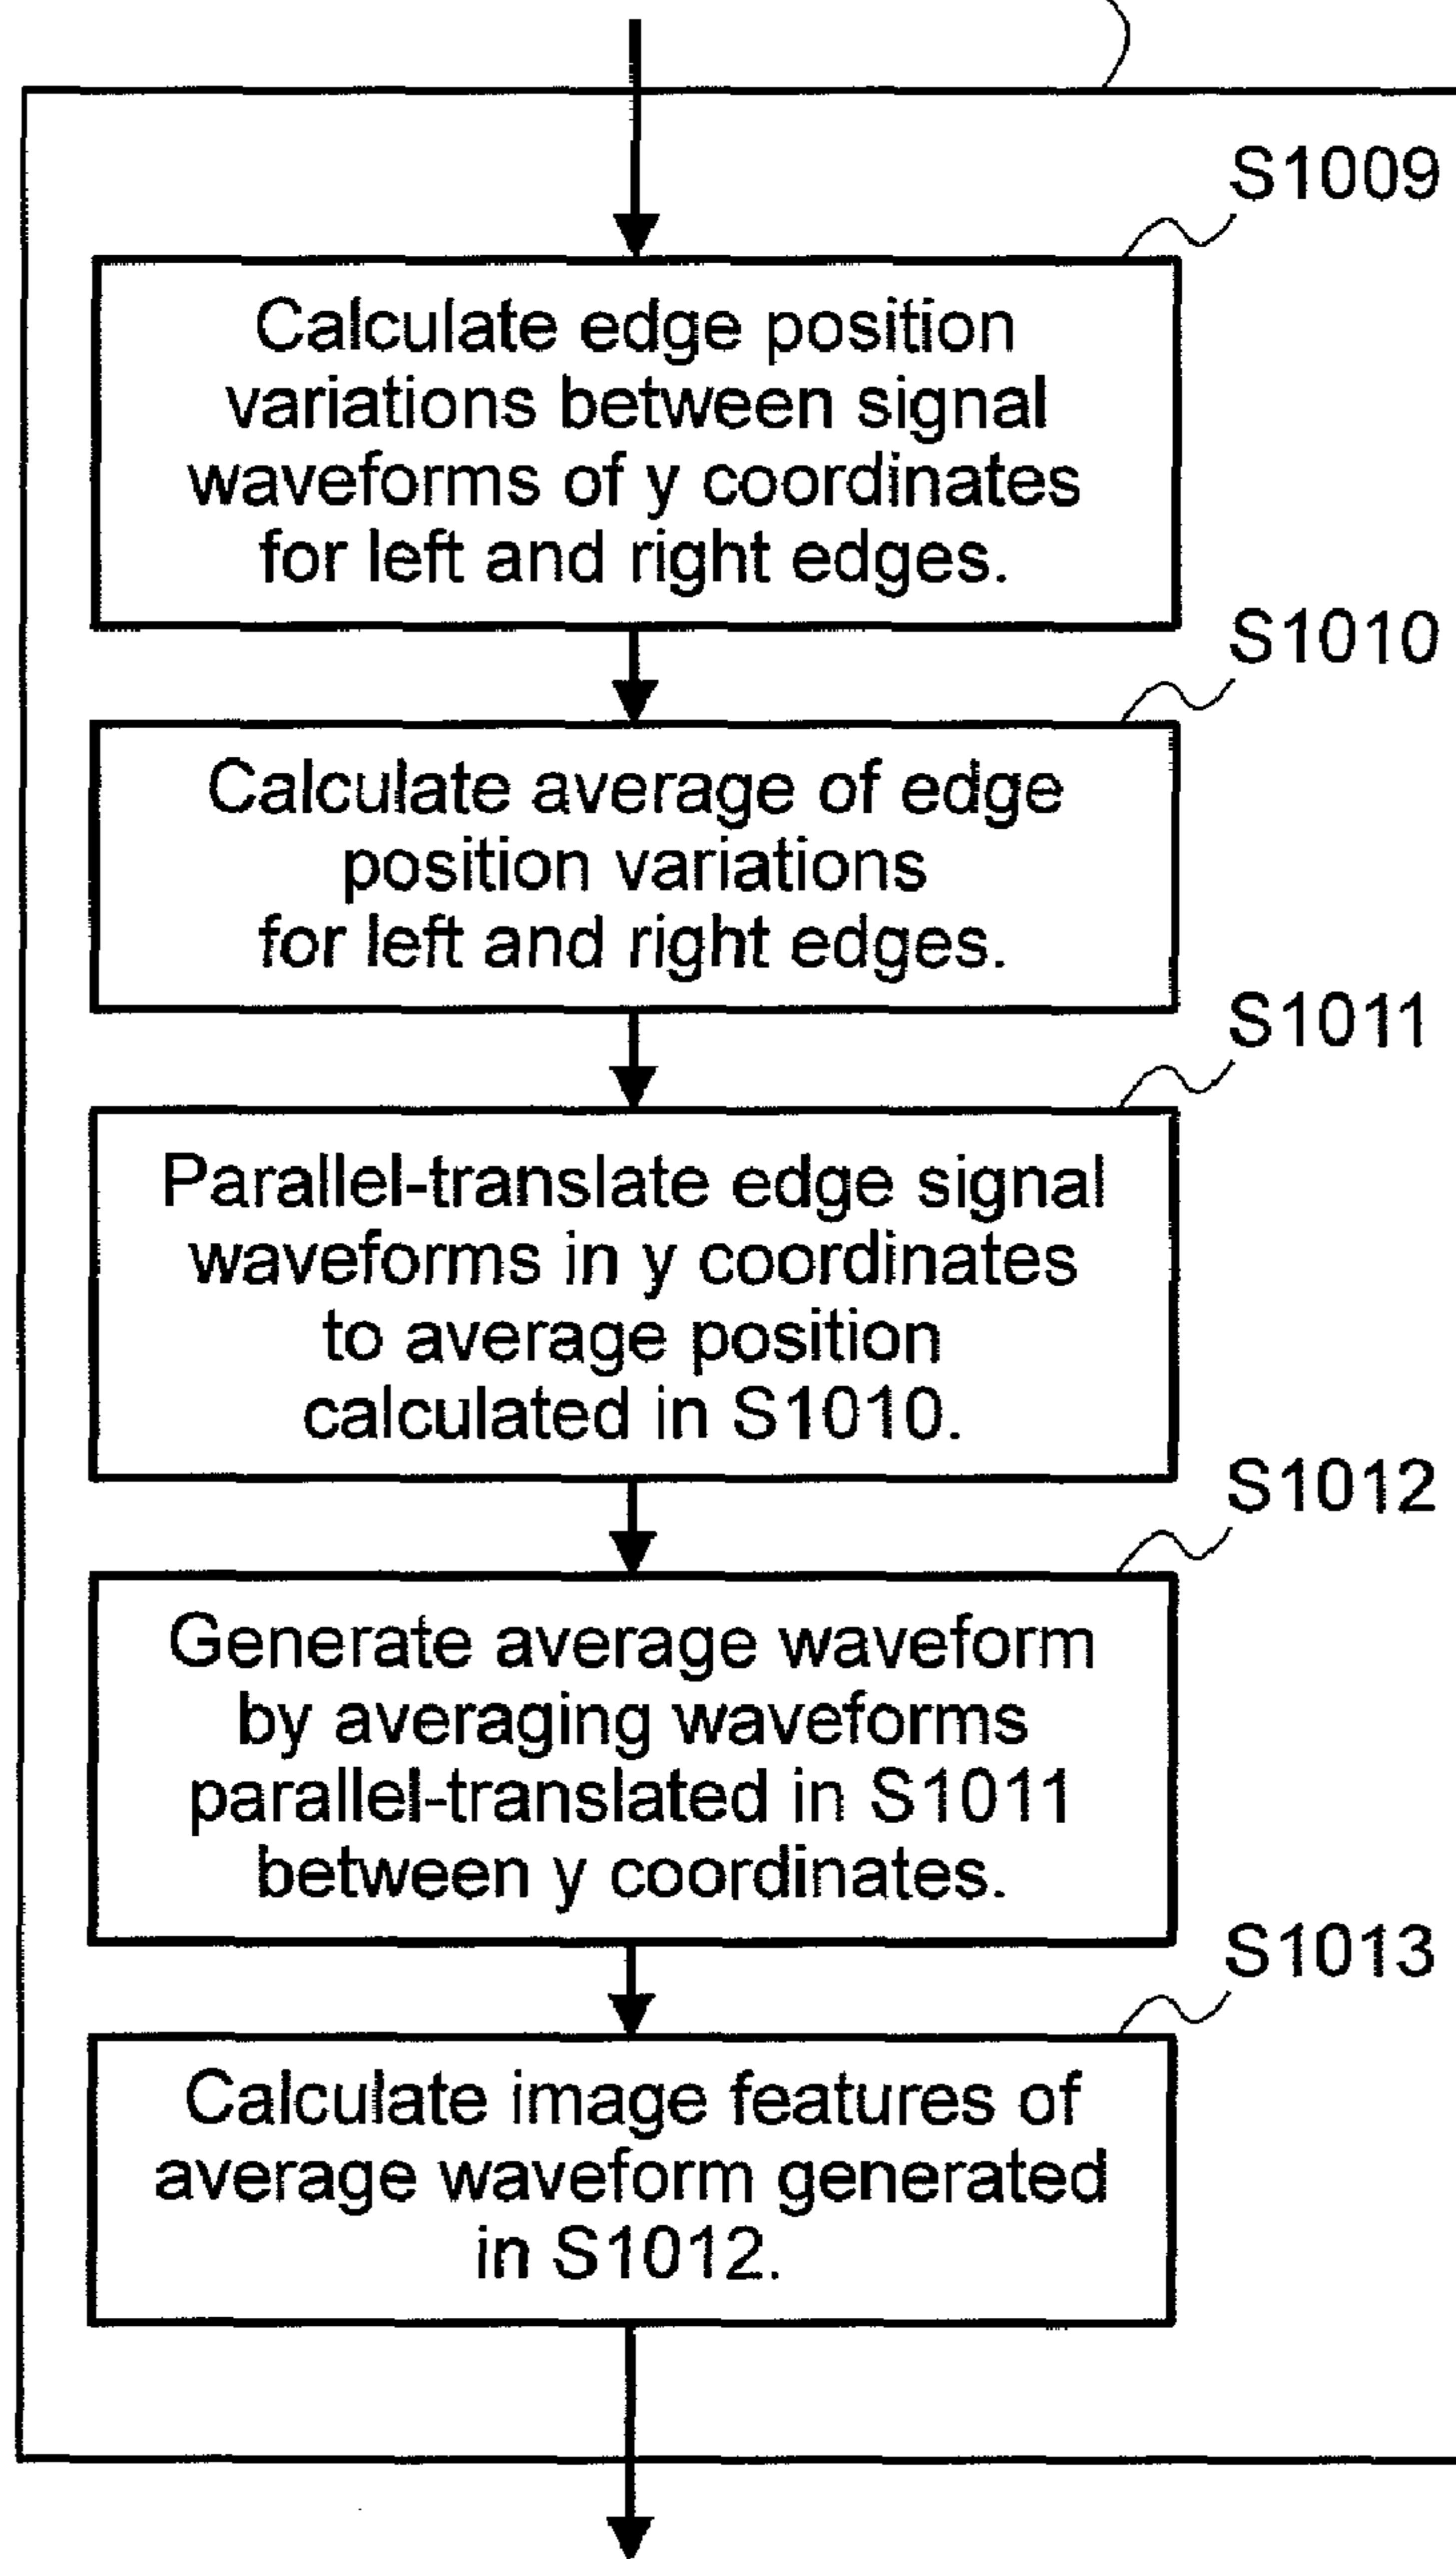 S1009
Calculate edge position
variations between signal
waveforms of y coordinates
for left and right edges.
S1010
Calculate average of edge
position variations
for left and right edges.
S1011
Parallel-translate edge signal
waveforms in y coordinates
to average position
calculated in S1010.
S1012
Generate average waveform
by averaging waveforms
parallel-translated in S1011
between y coordinates.
S1013
Calculate image features of
average waveform generated
in S1012.